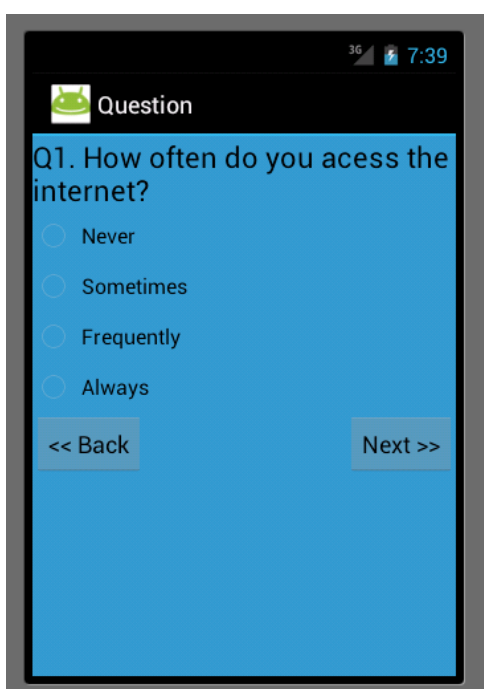 3G 7:39
Question
Q1. How often do you acess the
internet?
Never
Sometimes
Frequently
Always
<< Back Next >>